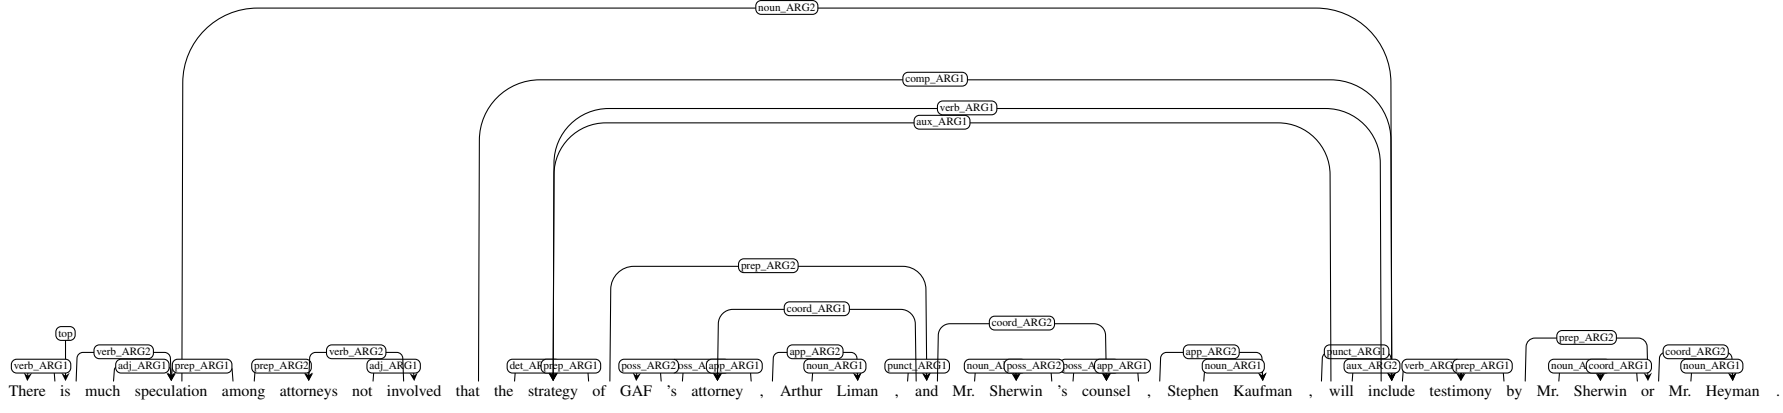 noun_ARG2
comp_ARG1
verb_ARG1
aux_ARG1
prep_ARG2
coord_ARG1
coord_ARG2
top
prep_ARG2
verb_ARG2 verb_ARG2 app_ARG2 app_ARG2 punct_ARG1 coord_ARG2
verb_ARG1 adj_ARG1 prep_ARG1 prep_ARG2 adj_ARG1 prep_ARG1 poss_ARG2 app_ARG1 noun_ARG1 punct_ARG1 poss_ARG2 app_ARG1 noun_ARG1 aux_ARG2 prep_ARG1 coord_ARG1 noun_ARG1
There is much speculation among attorneys not involved that the strategy of GAF 's attorney , Arthur Liman , and Mr. Sherwin 's counsel , Stephen Kaufman , will include testimony by Mr. Sherwin or Mr. Heyman .